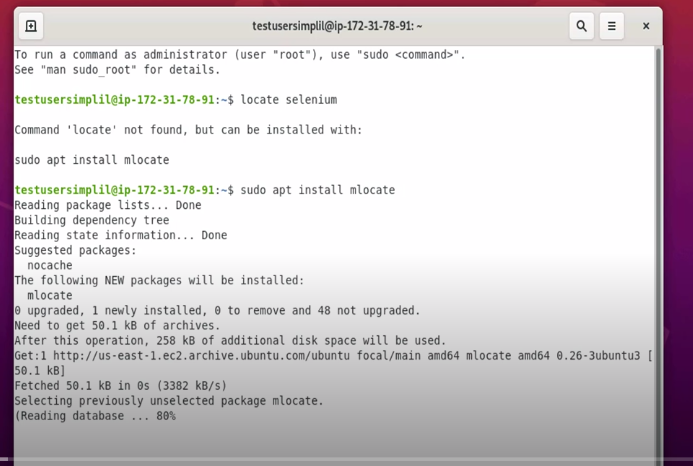 testusersimplil@ip-172-31-78-91: ~
To run a command as administrator (user "root"), use "sudo <command>".
See "man sudo_root" for details.
testusersimplil@ip-172-31-78-91:~$ locate selenium
Command 'locate' not found, but can be installed with:
sudo apt install mlocate
testusersimplil@ip-172-31-78-91:~$ sudo apt install mlocate
Reading package lists... Done
Building dependency tree
Reading state information... Done
Suggested packages:
  nocache
The following NEW packages will be installed:
  mlocate
0 upgraded, 1 newly installed, 0 to remove and 48 not upgraded.
Need to get 50.1 kB of archives.
After this operation, 258 kB of additional disk space will be used.
Get:1 http://us-east-1.ec2.archive.ubuntu.com/ubuntu focal/main amd64 mlocate amd64 0.26-3ubuntu3 [
50.1 kB]
Fetched 50.1 kB in 0s (3382 kB/s)
Selecting previously unselected package mlocate.
(Reading database ... 80%